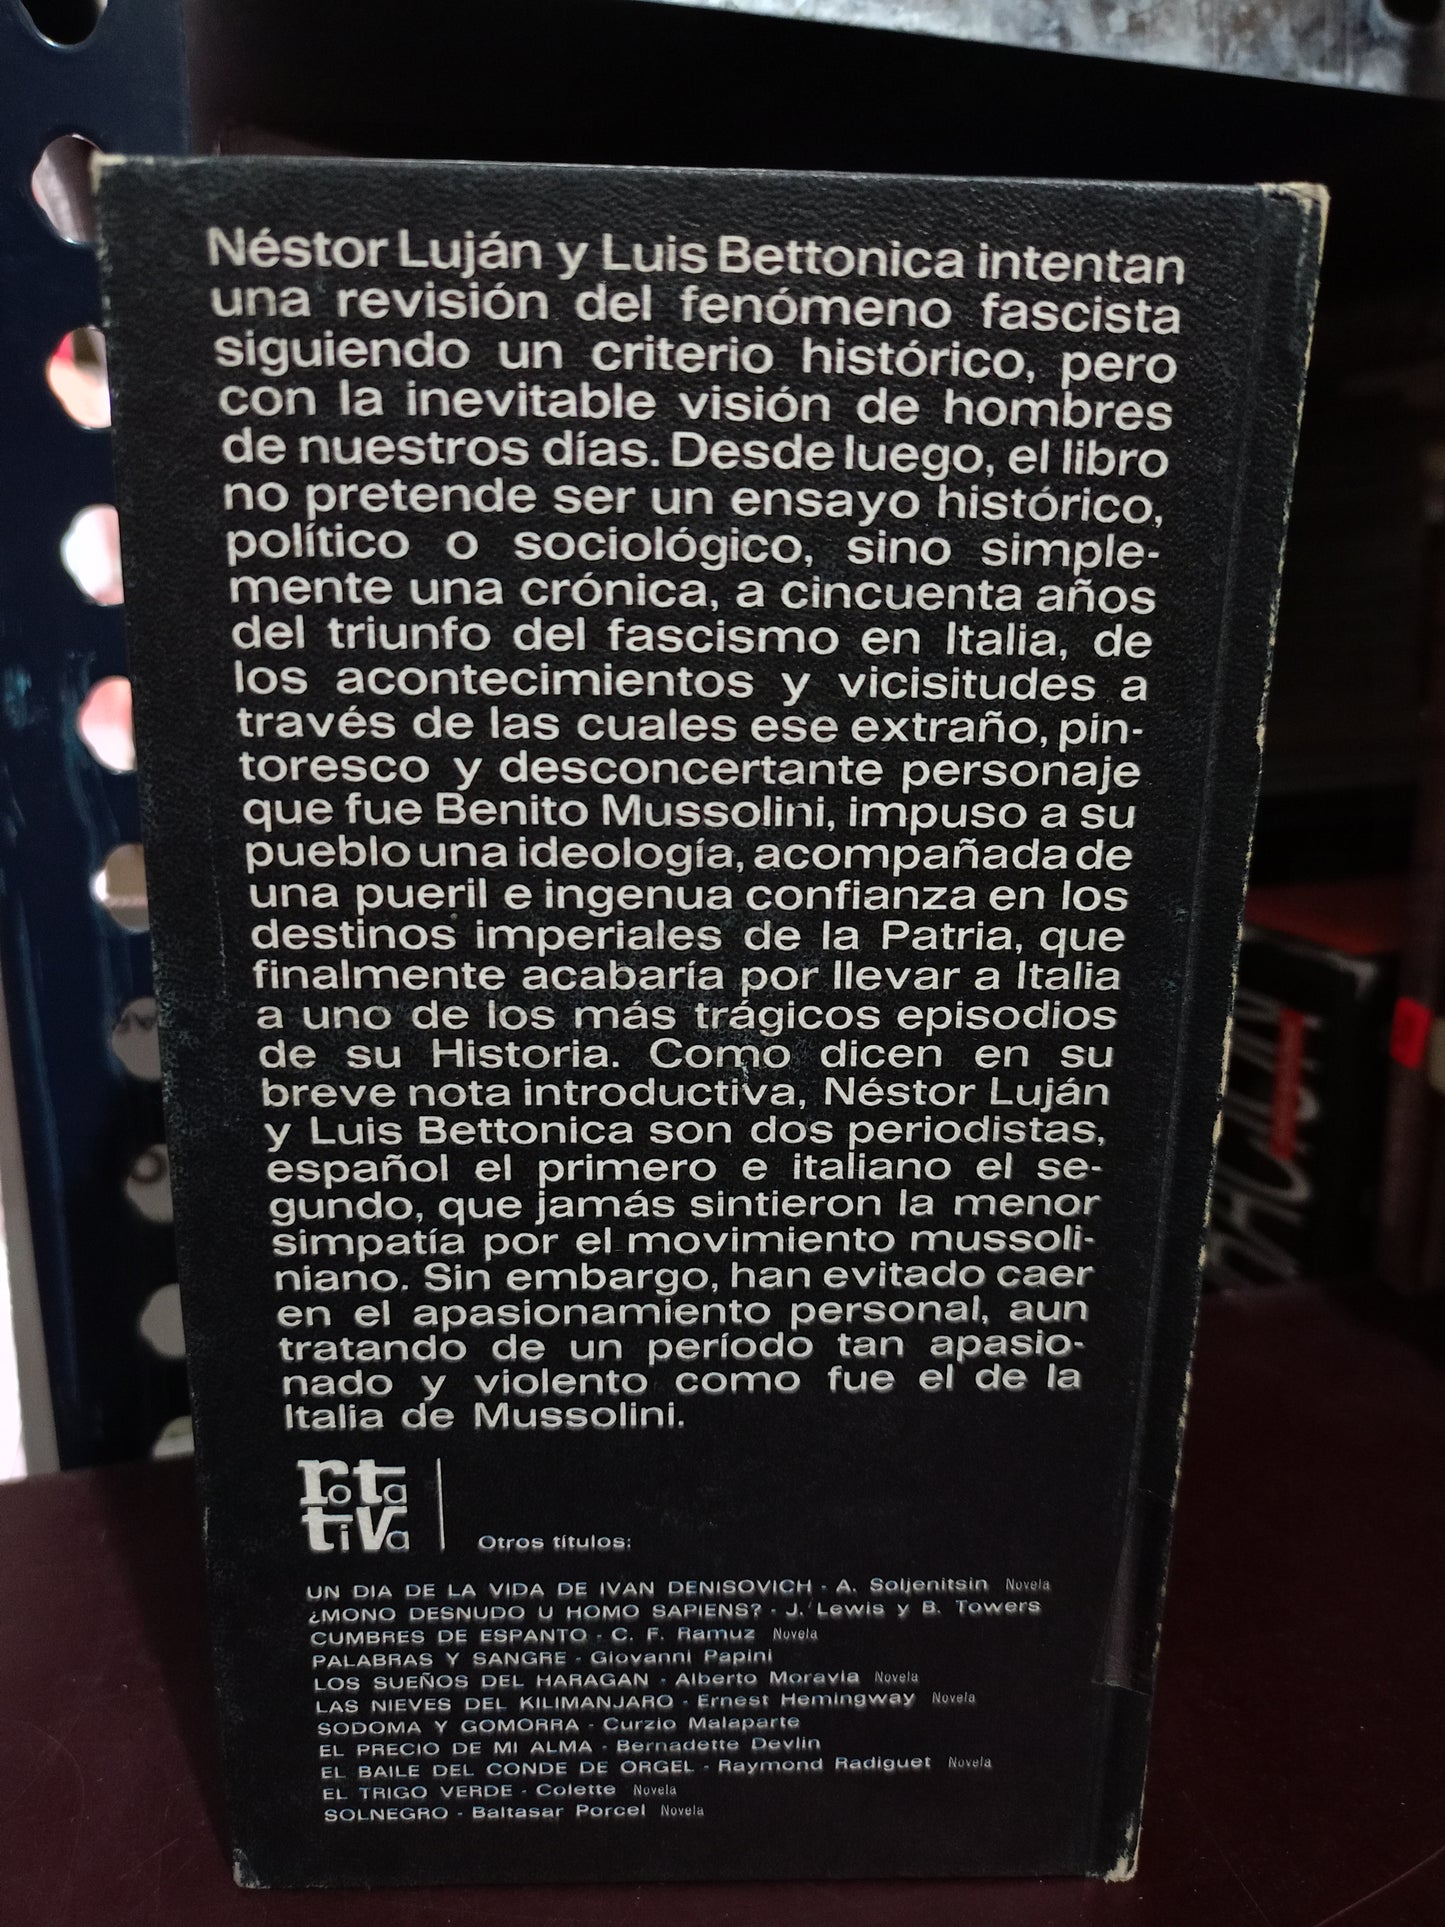 Néstor Luján y Luis Bettonica intentan
una revisión del fenómeno fascista
siguiendo un criterio histórico, pero
con la inevitable visión de hombres
de nuestros días. Desde luego, el libro
no pretende ser un ensayo histórico,
político o sociológico, sino simple-
mente una crónica, a cincuenta años
del triunfo del fascismo en Italia, de
los acontecimientos y vicisitudes a
través de las cuales ese extraño, pin-
toresco y desconcertante personaje
que fue Benito Mussolini, impuso a su
pueblo una ideología, acompañada de
una pueril e ingenua confianza en los
destinos imperiales de la Patria, que
finalmente acabaría por llevar a Italia
a uno de los más trágicos episodios
de su Historia. Como dicen en su
breve nota introductiva, Néstor Luján
y Luis Bettonica son dos periodistas,
español el primero e italiano el se-
gundo, que jamás sintieron la menor
simpatía por el movimiento mussoli-
niano. Sin embargo, han evitado caer
en el apasionamiento personal, aun
tratando de un período tan apasio-
nado y violento como fue el de la
Italia de Mussolini.
rota
tiva
Otros títulos:
UN DIA DE LA VIDA DE IVAN DENISOVICH - A. Soljenitsin Novela
¿MONO DESNUDO U HOMO SAPIENS? - J. Lewis y B. Towers
CUMBRES DE ESPANTO - C. F. Ramuz Novela
PALABRAS Y SANGRE - Giovanni Papini
LOS SUEÑOS DEL HARAGAN - Alberto Moravia Novela
LAS NIEVES DEL KILIMANJARO - Ernest Hemingway Novela
SODOMA Y GOMORRA - Curzio Malaparte
EL PRECIO DE MI ALMA - Bernadette Devlin
EL BAILE DEL CONDE DE ORGEL - Raymond Radiguet Novela
EL TRIGO VERDE - Colette Novela
SOLNEGRO - Baltasar Porcel Novela